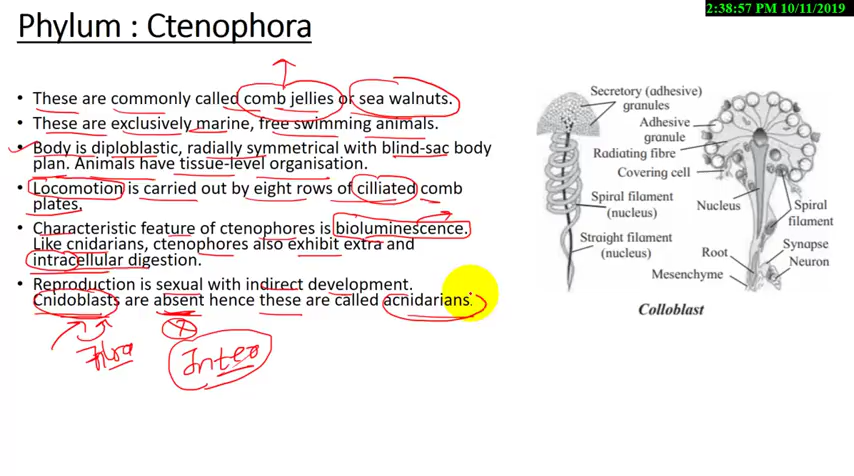 2:38:57 PM 10/11/2019
Phylum : Ctenophora
• These are commonly called comb jellies or sea walnuts.
• These are exclusively marine, free swimming animals.
• Body is diploblastic, radially symmetrical with blind-sac body
plan. Animals have tissue-level organisation.
• Locomotion is carried out by eight rows of cilliated comb
plates.
• Characteristic feature of ctenophores is bioluminescence.
Like cnidarians, ctenophores also exhibit extra and
intracellular digestion.
• Reproduction is sexual with indirect development.
Cnidoblasts are absent hence these are called acnidarians.
Secretory (adhesive)
granules
Spiral filament
(nucleus)
Straight filament
(nucleus)
Adhesive
granule
Radiating fibre
Covering cell
Nucleus
Spiral
filament
Synapse
Neuron
Root
Mesenchyme
Colloblast